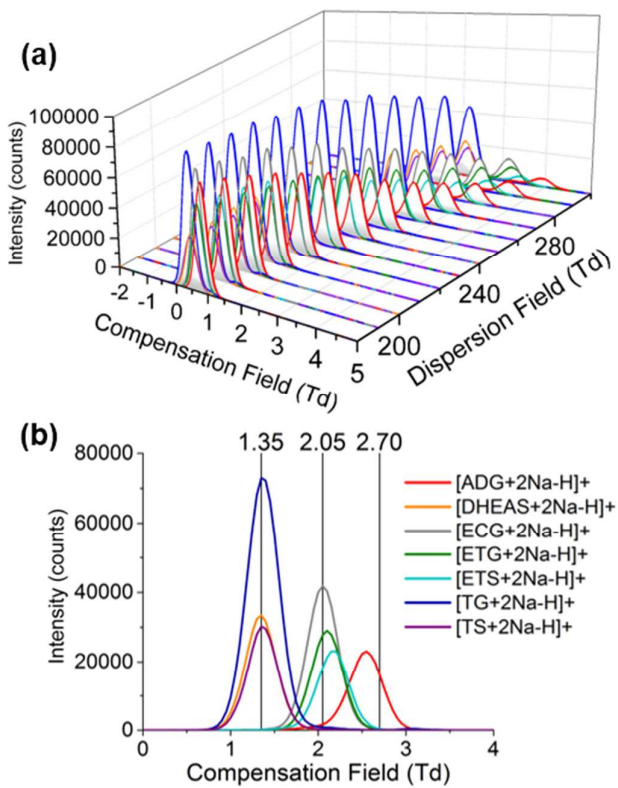 (a)
100000
80000
60000
40000
20000
0
Intensity (counts)
-2 -1 0 1 2 3 4 5
Compensation Field (Td)
200 240 280
Dispersion Field (Td)
(b)
1.35 2.05 2.70
80000
60000
40000
20000
0
Intensity (counts)
0 1 2 3 4
Compensation Field (Td)
[ADG+2Na-H]+
[DHEAS+2Na-H]+
[ECG+2Na-H]+
[ETG+2Na-H]+
[ETS+2Na-H]+
[TG+2Na-H]+
[TS+2Na-H]+